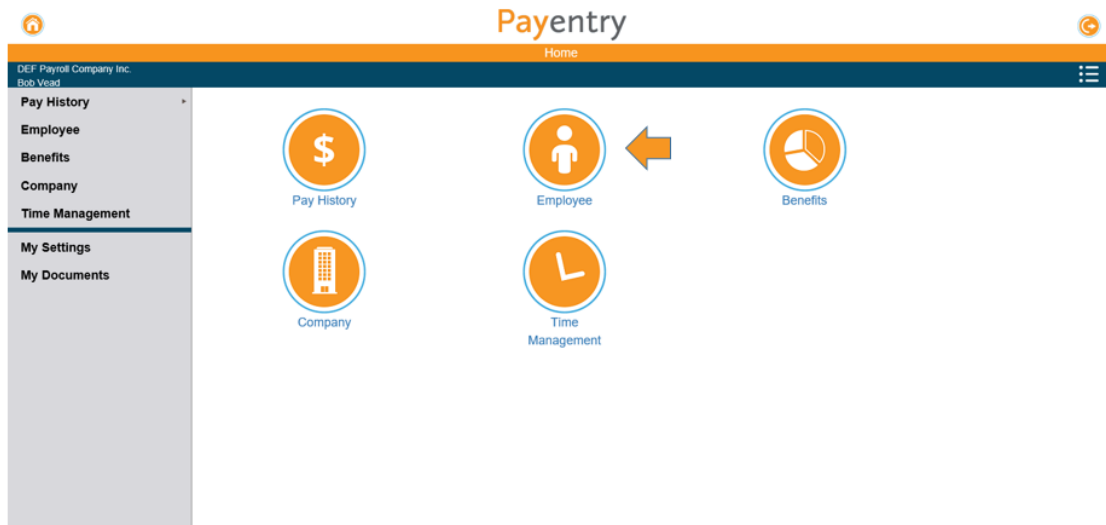 Payentry
Home
DEF Payroll Company Inc.
Bob Vead
Pay History
Employee
Benefits
Company
Time Management
My Settings
My Documents
$
Pay History
Employee
Benefits
Company
Time
Management